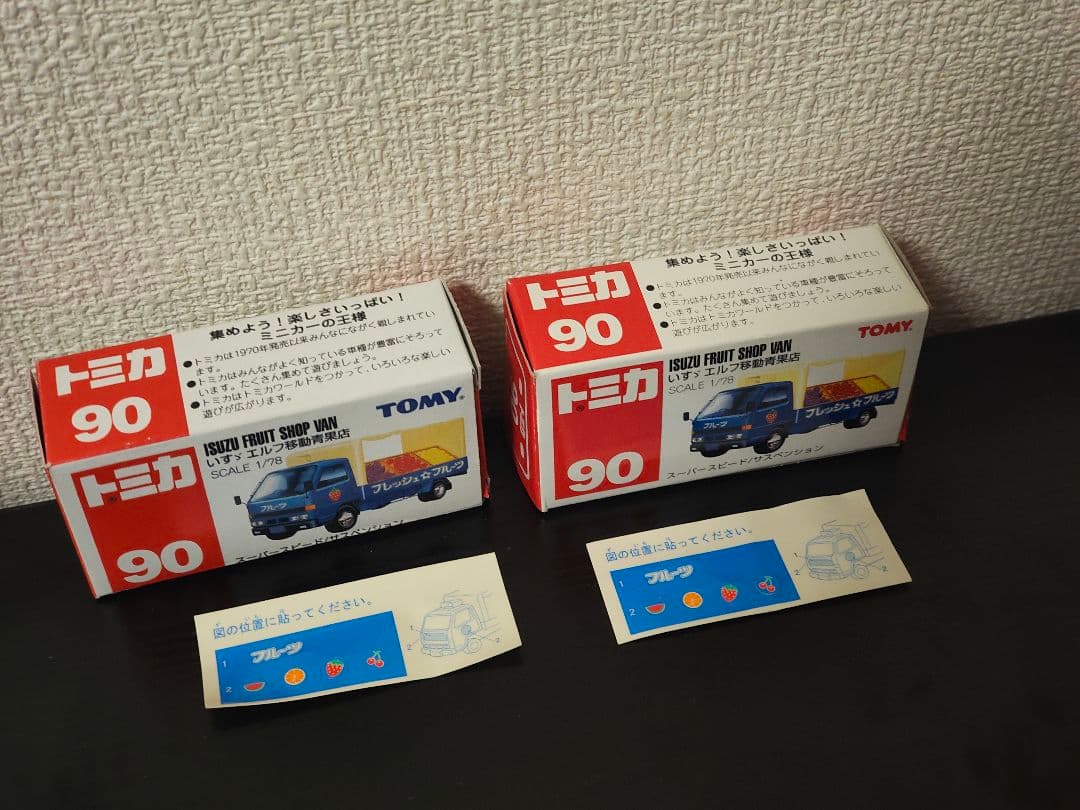 トミカ
90
集めよう！楽しさいっぱい！
ミニカーの王様
●トミカは1970年発売以来みんなにながく親しまれてい
ます。
●トミカはみんながよく知っている車種が豊富にそろって
います。たくさん集めて遊びましょう。
●トミカはトミカワールドをつかって、いろいろな楽しい
遊びが広がります。
TOMY®
トミカ®
90
ISUZU FRUIT SHOP VAN
いすゞエルフ移動青果店
SCALE 1/78
フルーツ
フレッシュ☆フルーツ
スーパースピード/サスペンション
トミカ
90
集めよう！楽しさいっぱい！
ミニカーの王様
●トミカは1970年発売以来みんなにながく親しまれてい
ます。
●トミカはみんながよく知っている車種が豊富にそろって
います。たくさん集めて遊びましょう。
●トミカはトミカワールドをつかって、いろいろな楽しい
遊びが広がります。
TOMY®
トミカ®
90
ISUZU FRUIT SHOP VAN
いすゞエルフ移動青果店
SCALE 1/78
フルーツ
フレッシュ☆フルーツ
スーパースピード/サスペンション
図の位置に貼ってください。
1
フルーツ
2
1
2
2
図の位置に貼ってください。
1
フルーツ
2
1
2
2